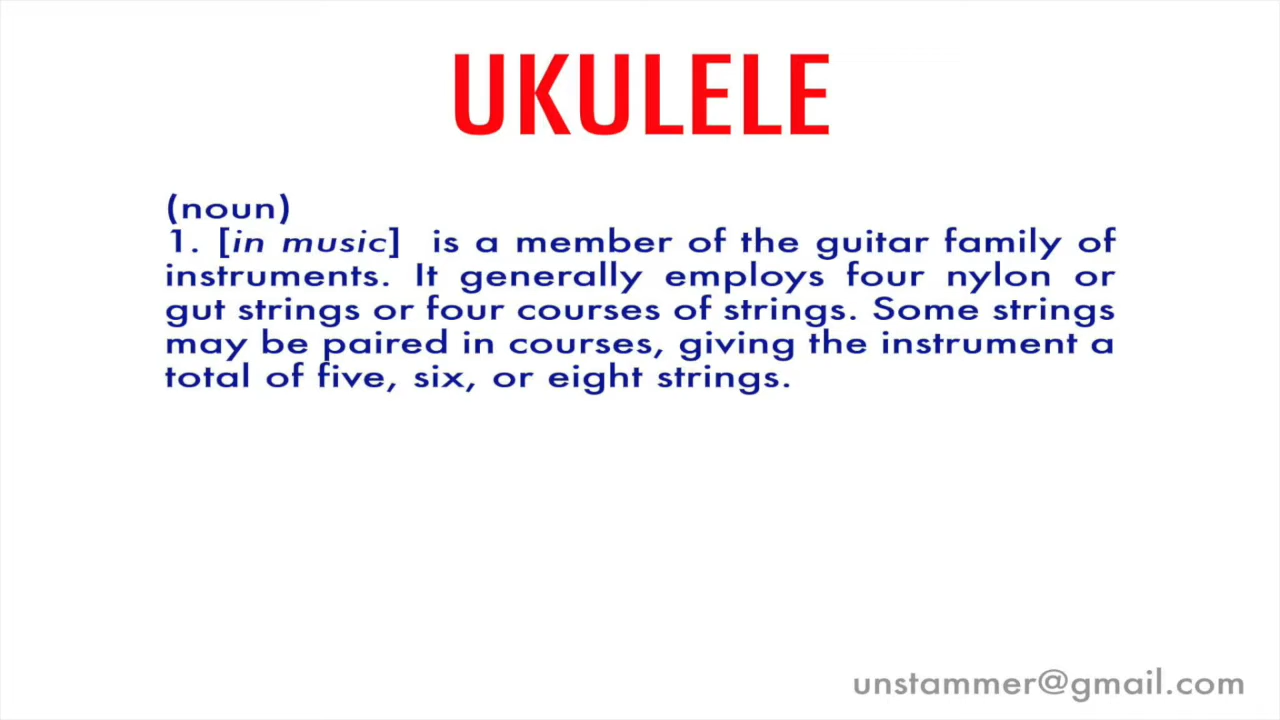 UKULELE
(noun)
1. [in music] is a member of the guitar family of
instruments. It generally employs four nylon or
gut strings or four courses of strings. Some strings
may be paired in courses, giving the instrument a
total of five, six, or eight strings.
unstammer@gmail.com